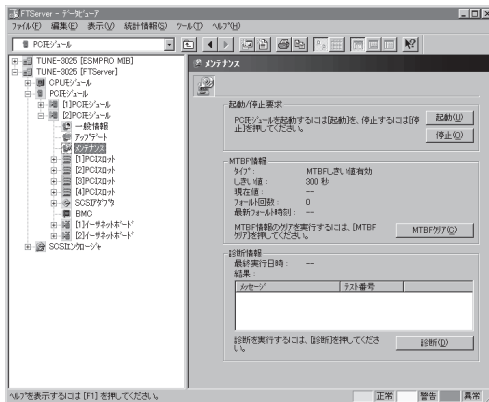 FTServer - データビューア
ファイル(F) 編集(E) 表示(V) 統計情報(S) ツール(T) ヘルプ(H)
PCIモジュール
TUNE-3025 [ESMPRO MIB]
TUNE-3025 [FTServer]
CPUモジュール
PCIモジュール
[1]PCIモジュール
[2]PCIモジュール
一般情報
アップデート
メンテナンス
[1]PCIスロット
[2]PCIスロット
[3]PCIスロット
[4]PCIスロット
SCSIアダプタ
BMC
[1]イーサネットボード
[2]イーサネットボード
SCSIエンクロージャ
メンテナンス
起動/停止要求
PCIモジュールを起動するには[起動]を、停止するには[停止]を押してください。
起動(U)
停止(O)
MTBF情報
タイプ: MTBFしきい値有効
しきい値: 300 秒
現在値: --
フォールト回数: 0
最新フォールト時刻: --
MTBF情報のクリアを実行するには、[MTBFクリア]を押してください。
MTBFクリア(C)
診断情報
最終実行日時: --
結果:
メッセージ テスト番号
診断を実行するには、[診断]を押してください。
診断(D)
ヘルプを表示するには [F1] を押してください。
正常 警告 異常